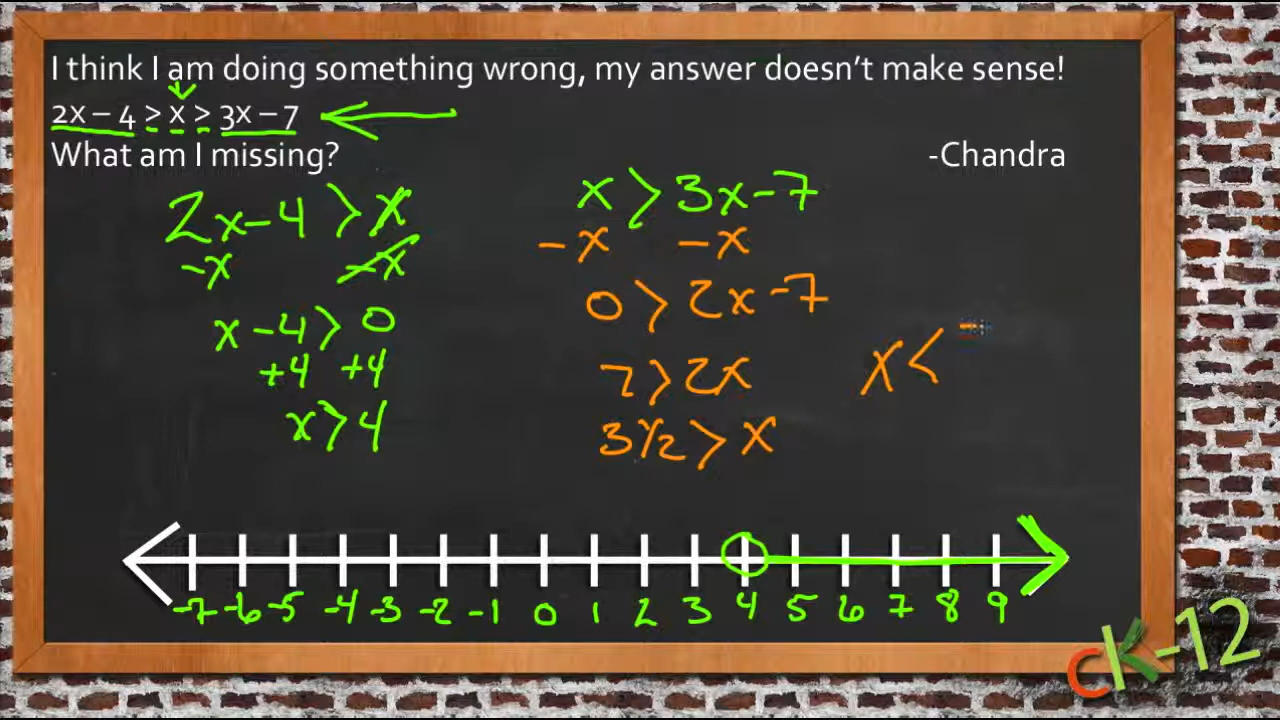 I think I am doing something wrong, my answer doesn't make sense!
2x – 4 > x > 3x – 7
What am I missing?
-Chandra
2x-4 > x
-x -x
x -4 > 0
+4 +4
x > 4
x > 3x-7
-x -x
0 > 2x -7
7 > 2x
3 1/2 > x
x <
-7 -6 -5 -4 -3 -2 -1 0 1 2 3 4 5 6 7 8 9
CK-12